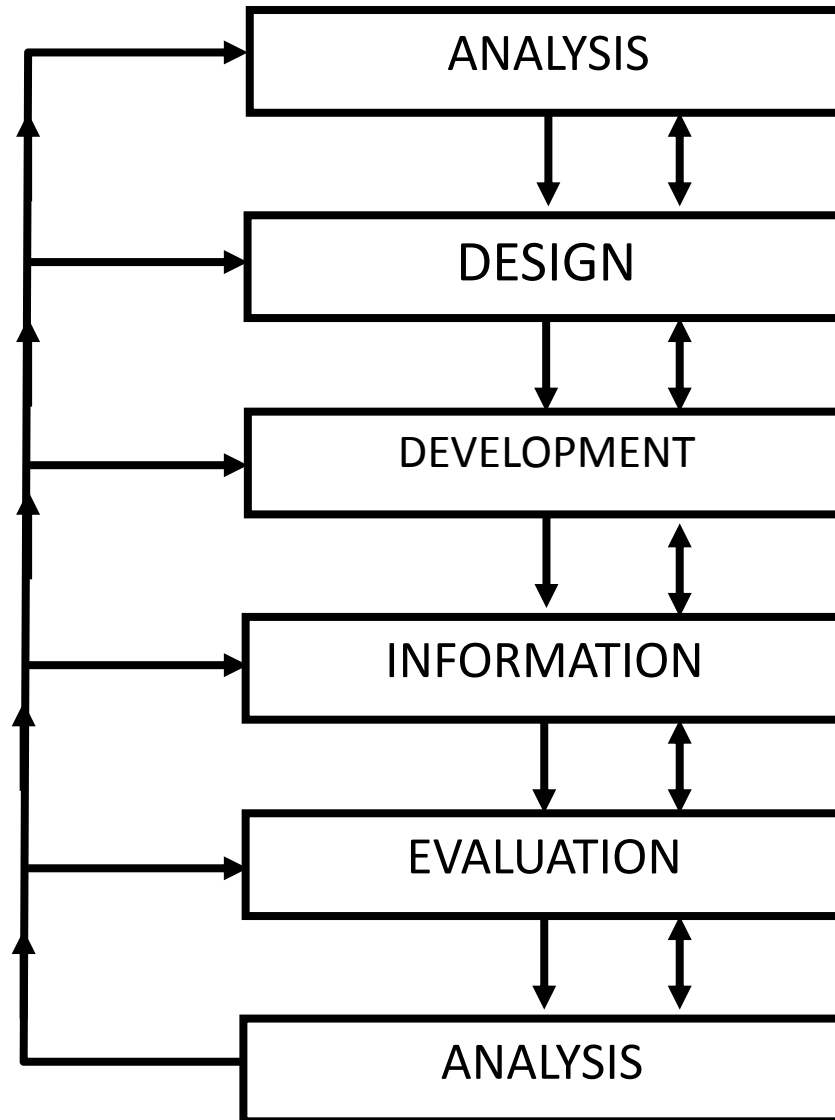 ANALYSIS
DESIGN
DEVELOPMENT
INFORMATION
EVALUATION
ANALYSIS